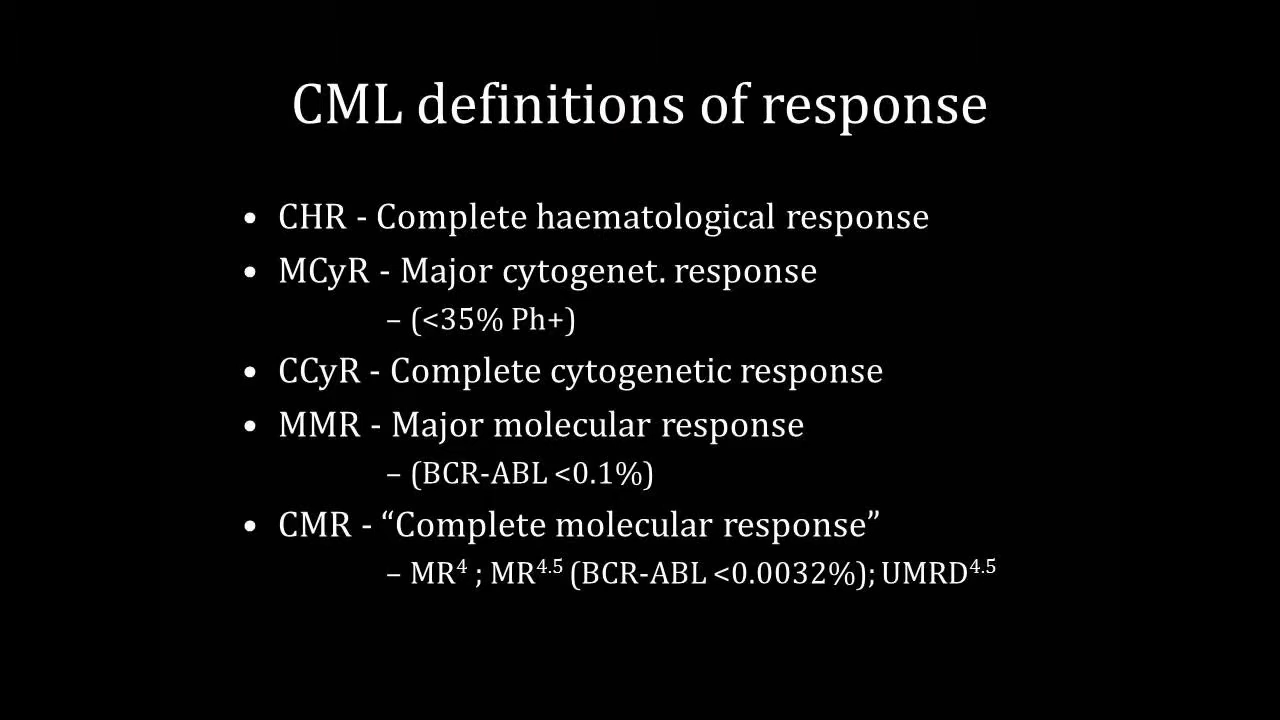 CML definitions of response
• CHR - Complete haematological response
• MCyR - Major cytogenet. response
– (<35% Ph+)
• CCyR - Complete cytogenetic response
• MMR - Major molecular response
– (BCR-ABL <0.1%)
• CMR - “Complete molecular response”
– MR⁴ ; MR⁴·⁵ (BCR-ABL <0.0032%); UMRD⁴·⁵